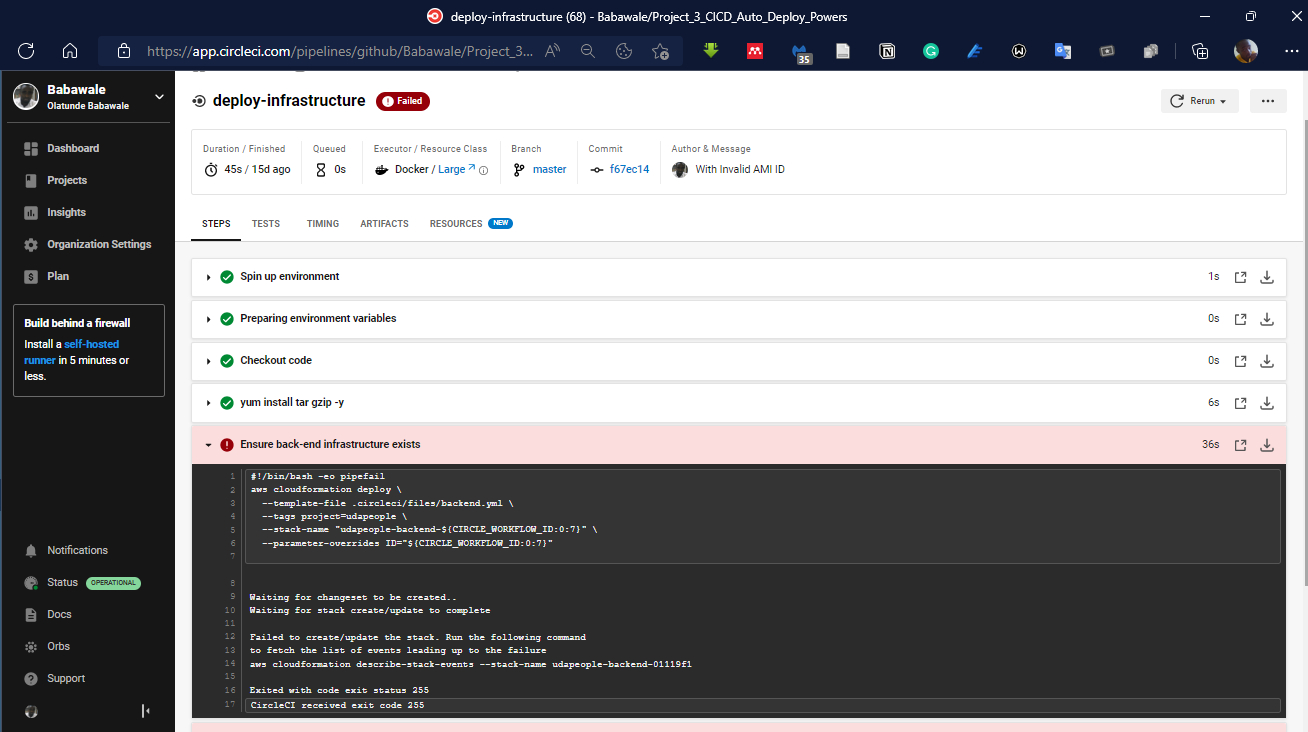 deploy-infrastructure (68) - Babawale/Project_3_CICD_Auto_Deploy_Powers
https://app.circleci.com/pipelines/github/Babawale/Project_3...
35
Babawale
Olatunde Babawale
Dashboard
Projects
Insights
Organization Settings
Plan
Build behind a firewall
Install a self-hosted
runner in 5 minutes or
less.
Notifications
Status OPERATIONAL
Docs
Orbs
Support
deploy-infrastructure Failed
Rerun
Duration / Finished
45s / 15d ago
Queued
0s
Executor / Resource Class
Docker / Large
Branch
master
Commit
f67ec14
Author & Message
With Invalid AMI ID
STEPS TESTS TIMING ARTIFACTS RESOURCES NEW
Spin up environment 1s
Preparing environment variables 0s
Checkout code 0s
yum install tar gzip -y 6s
Ensure back-end infrastructure exists 36s
1 #!/bin/bash -eo pipefail
2 aws cloudformation deploy \
3 --template-file .circleci/files/backend.yml \
4 --tags project=udapeople \
5 --stack-name "udapeople-backend-${CIRCLE_WORKFLOW_ID:0:7}" \
6 --parameter-overrides ID="${CIRCLE_WORKFLOW_ID:0:7}"
7
8
9 Waiting for changeset to be created..
10 Waiting for stack create/update to complete
11
12 Failed to create/update the stack. Run the following command
13 to fetch the list of events leading up to the failure
14 aws cloudformation describe-stack-events --stack-name udapeople-backend-01119f1
15
16 Exited with code exit status 255
17 CircleCI received exit code 255